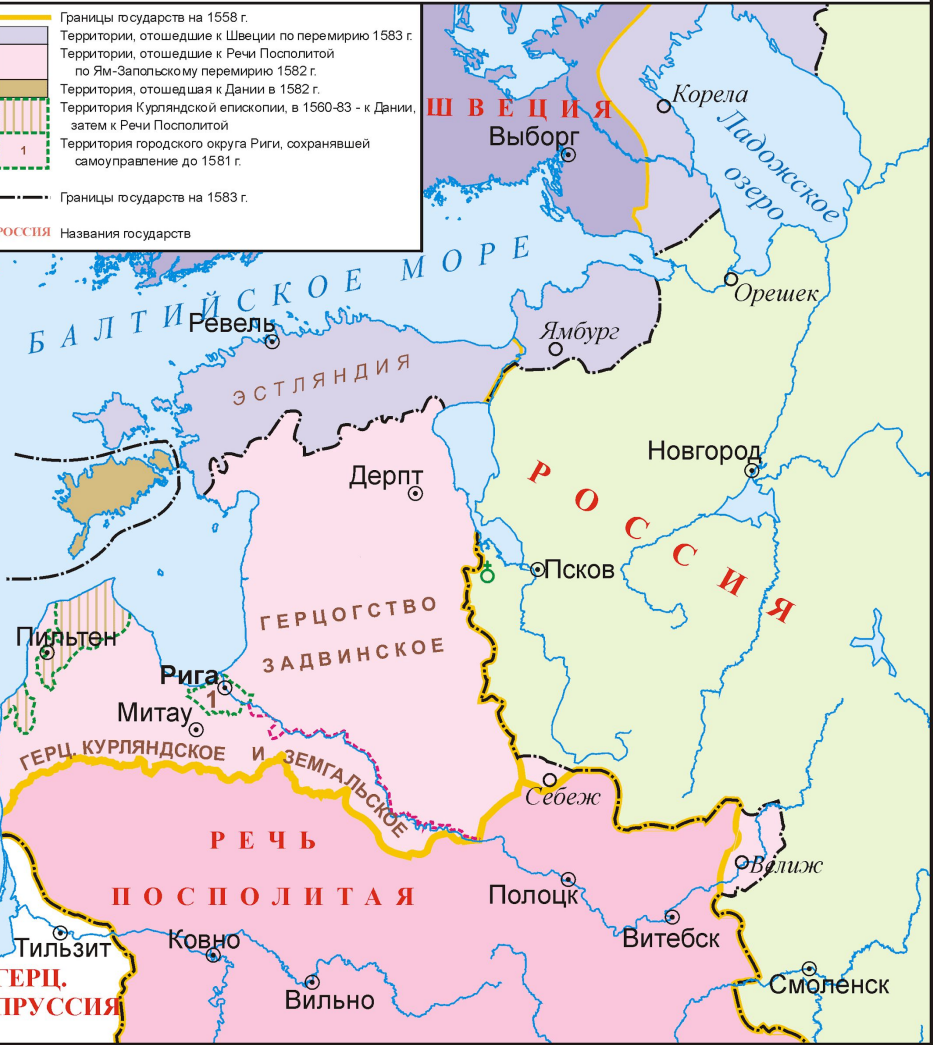 Границы государств на 1558 г.
Территории, отошедшие к Швеции по перемирию 1583 г.
Территории, отошедшие к Речи Посполитой
по Ям-Запольскому перемирию 1582 г.
Территория, отошедшая к Дании в 1582 г.
Территория Курляндской епископии, в 1560-83 - к Дании,
затем к Речи Посполитой
1 Территория городского округа Риги, сохранявшей
самоуправление до 1581 г.
Границы государств на 1583 г.
РОССИЯ Названия государств
ШВЕЦИЯ
Корела
Выборг
Ладожское
озеро
БАЛТИЙСКОЕ МОРЕ
Орешек
Ревель
Ямбург
ЭСТЛЯНДИЯ
Новгород
Дерпт
РОССИЯ
Псков
ГЕРЦОГСТВО
ЗАДВИНСКОЕ
Пильтен
Рига
1
Митау
ГЕРЦ. КУРЛЯНДСКОЕ И ЗЕМГАЛЬСКОЕ
Себеж
РЕЧЬ
ПОСПОЛИТАЯ
Велиж
Полоцк
Витебск
Тильзит
Ковно
ГЕРЦ.
ПРУССИЯ
Вильно
Смоленск